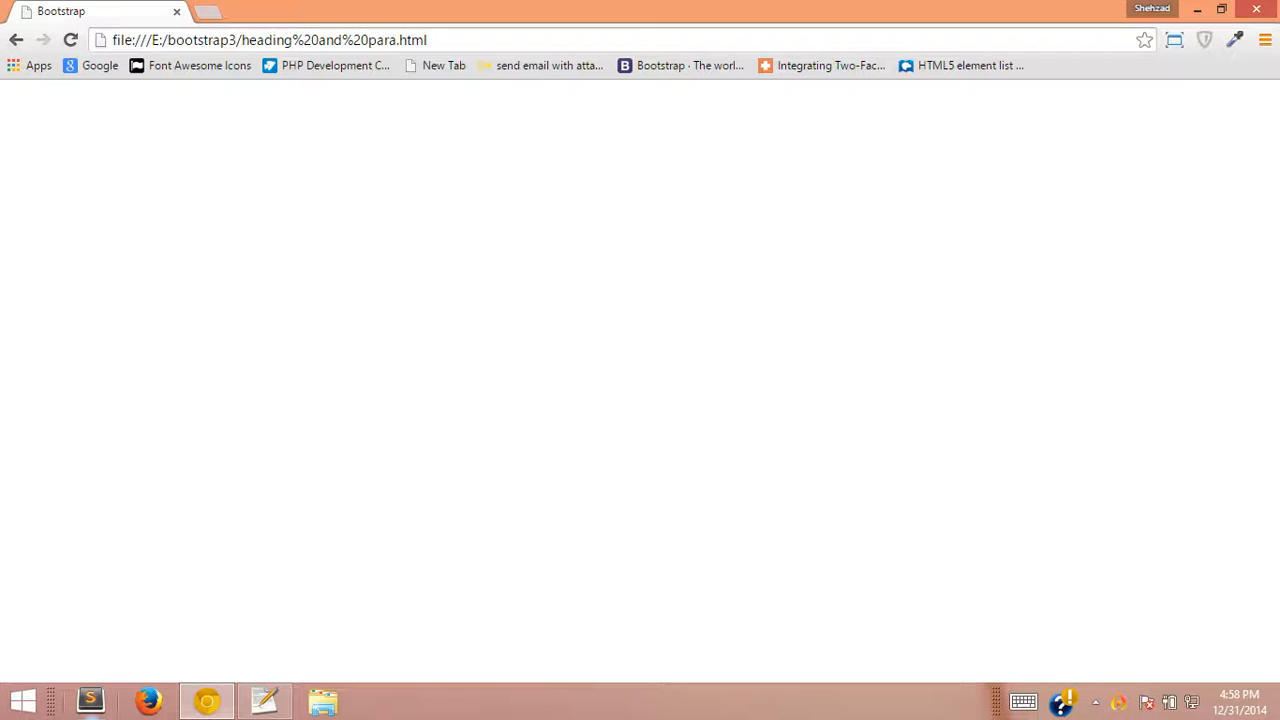 Bootstrap
Shehzad
file:///E:/bootstrap3/heading%20and%20para.html
Apps Google Font Awesome Icons PHP Development C... New Tab send email with atta... Bootstrap · The worl... Integrating Two-Fac... HTML5 element list ...
4:58 PM
12/31/2014